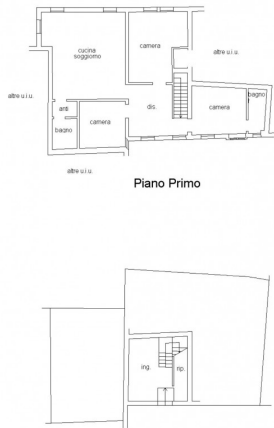 cucina
soggiorno
camera
altre u.i.u.
altre u.i.u.
anti
bagno
camera
dis.
camera
bagno
altre u.i.u.
Piano Primo
ing.
rip.